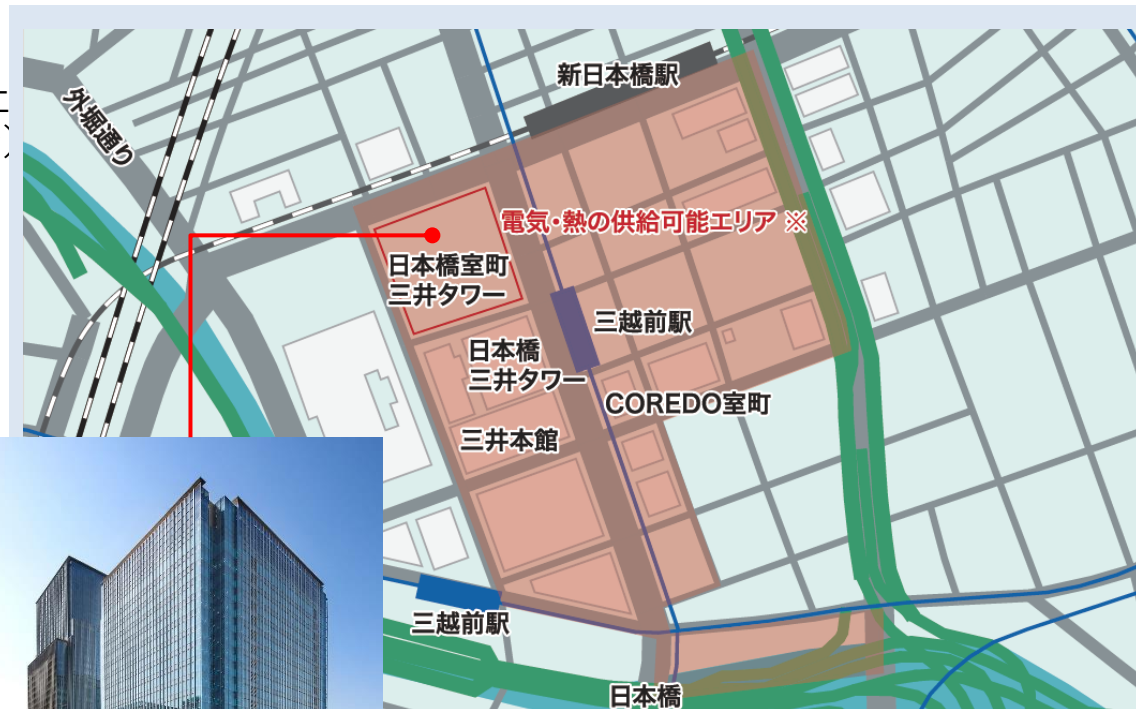 新日本橋駅
外堀通り
電気・熱の供給可能エリア ※
日本橋室町
三井タワー
三越前駅
日本橋
三井タワー
COREDO室町
三井本館
三越前駅
日本橋